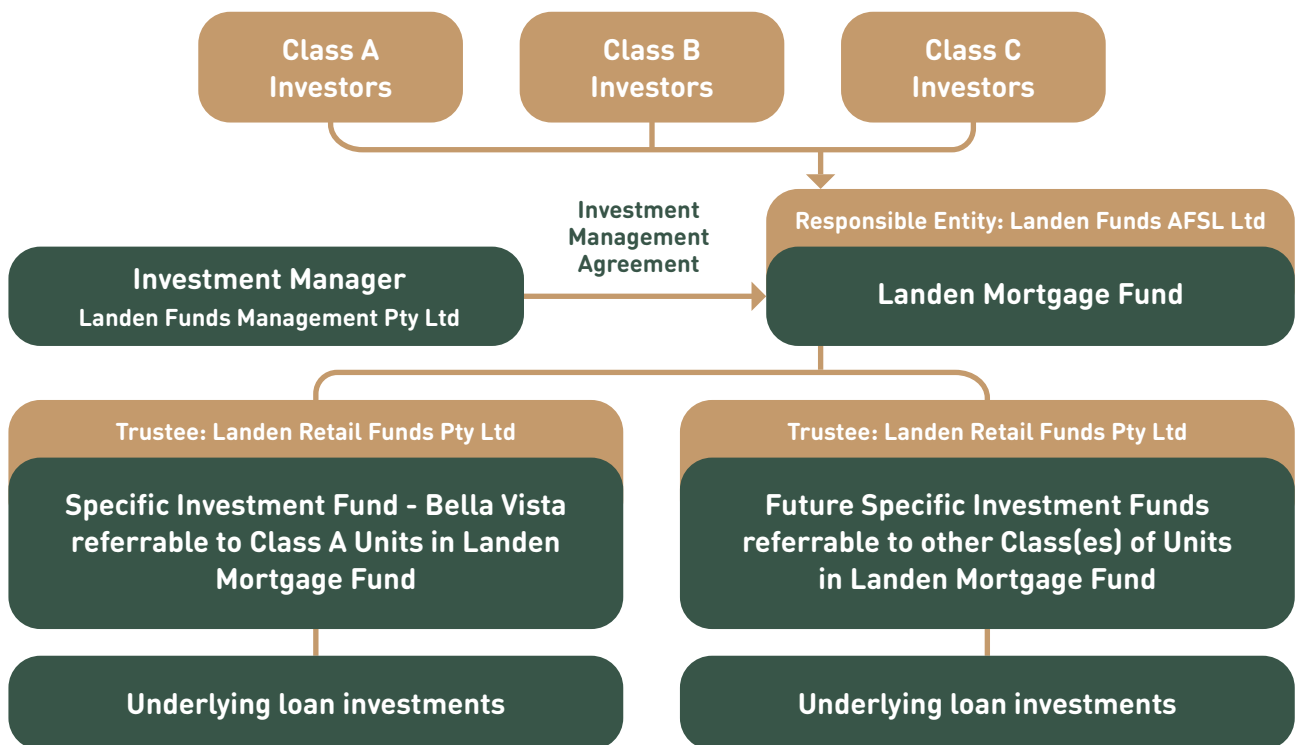 Class A
Investors
Class B
Investors
Class C
Investors
Investment
Management
Agreement
Responsible Entity: Landen Funds AFSL Ltd
Landen Mortgage Fund
Investment Manager
Landen Funds Management Pty Ltd
Trustee: Landen Retail Funds Pty Ltd
Specific Investment Fund - Bella Vista
referrable to Class A Units in Landen
Mortgage Fund
Trustee: Landen Retail Funds Pty Ltd
Future Specific Investment Funds
referrable to other Class(es) of Units
in Landen Mortgage Fund
Underlying loan investments
Underlying loan investments